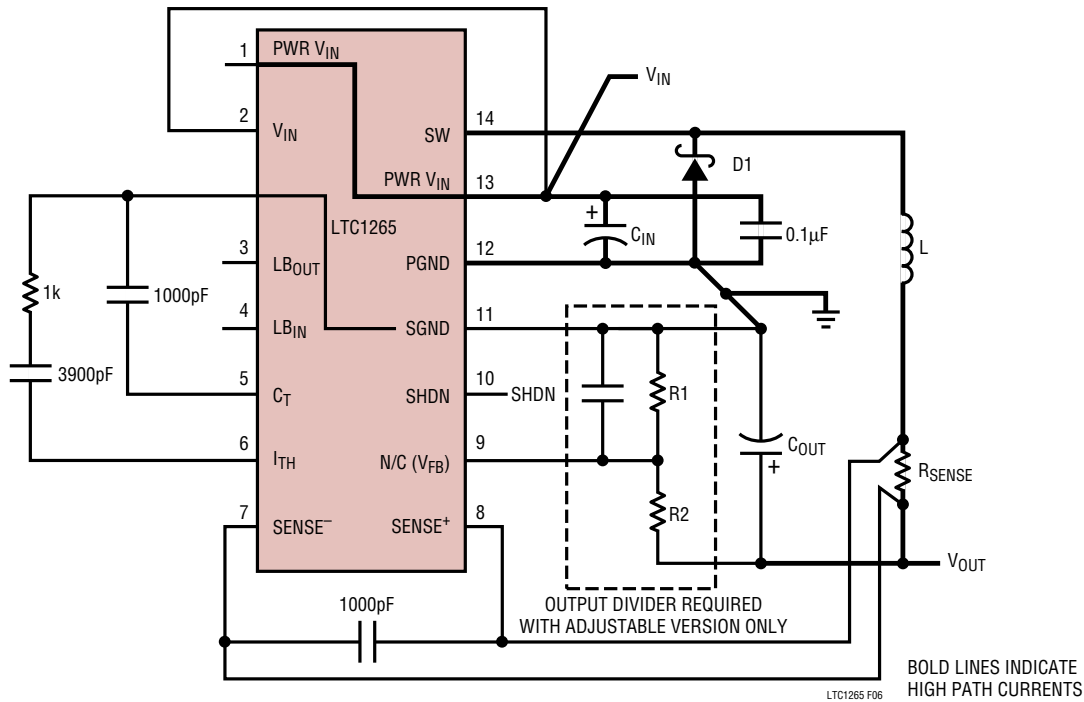 1
PWR VIN
2
VIN
3
LBOUT
4
LBIN
5
CT
6
ITH
7
SENSE–
LTC1265
14
SW
13
PWR VIN
12
PGND
11
SGND
10
SHDN
SHDN
9
N/C (VFB)
8
SENSE+
VIN
D1
+
CIN
0.1µF
L
1k
1000pF
3900pF
R1
R2
COUT
+
RSENSE
VOUT
1000pF
OUTPUT DIVIDER REQUIRED
WITH ADJUSTABLE VERSION ONLY
BOLD LINES INDICATE
HIGH PATH CURRENTS
LTC1265 F06